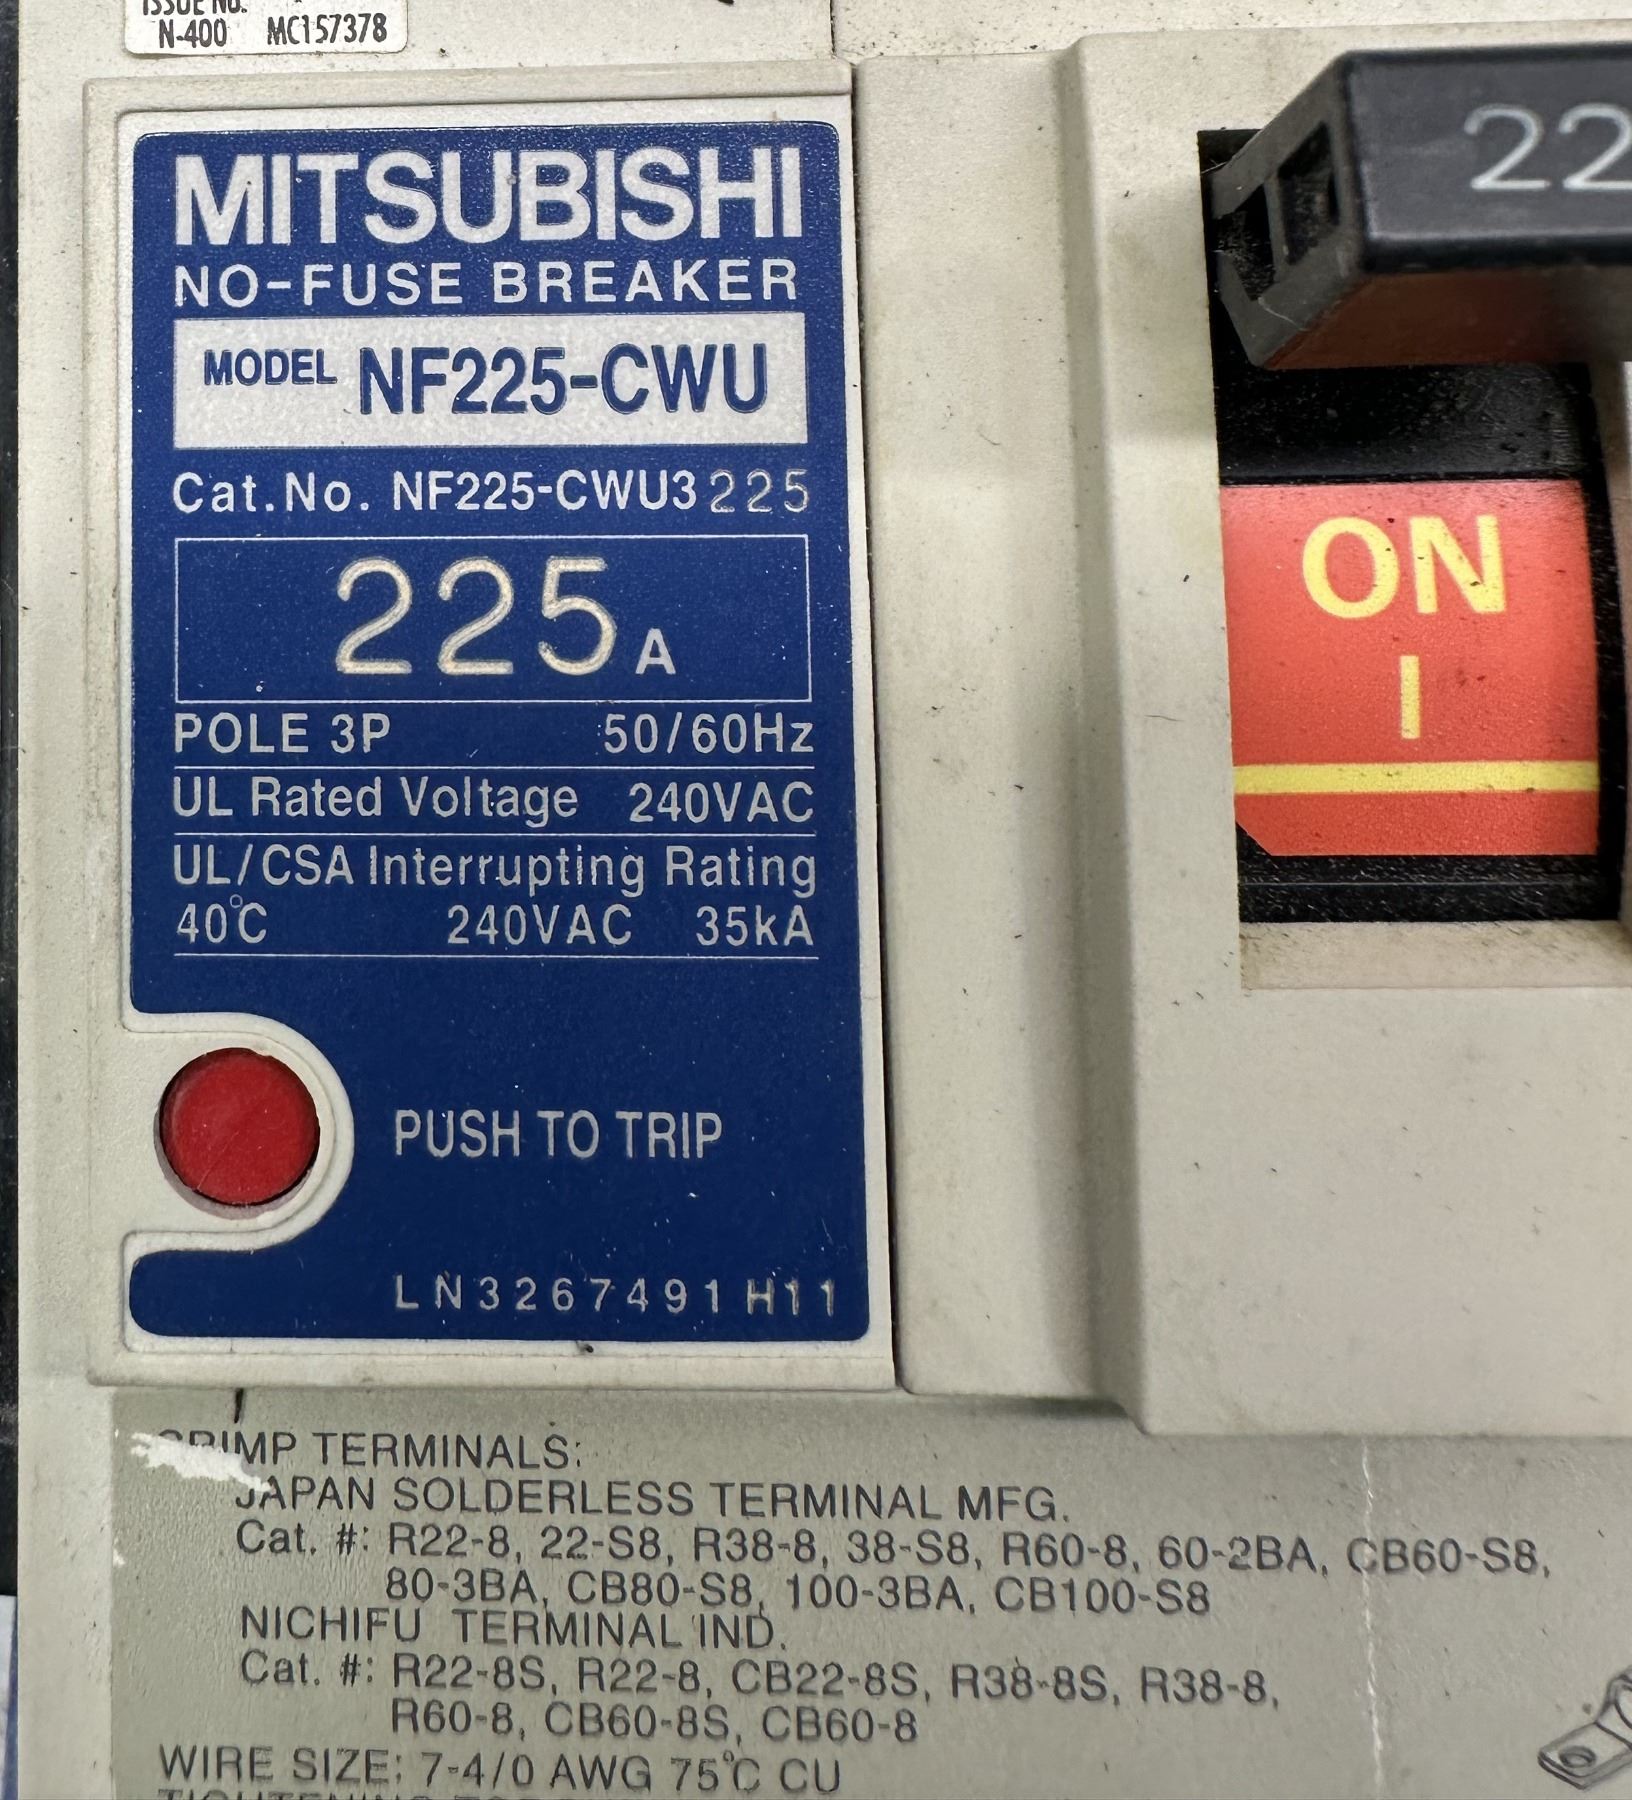 ISSUE NO.
N-400 MC157378
MITSUBISHI
NO-FUSE BREAKER
MODEL NF225-CWU
Cat.No. NF225-CWU3 225
225 A
POLE 3P 50/60Hz
UL Rated Voltage 240VAC
UL/CSA Interrupting Rating
40°C 240VAC 35kA
PUSH TO TRIP
LN3267491 H11
22
ON
I
CRIMP TERMINALS:
JAPAN SOLDERLESS TERMINAL MFG.
Cat. #: R22-8, 22-S8, R38-8, 38-S8, R60-8, 60-2BA, CB60-S8,
80-3BA, CB80-S8, 100-3BA, CB100-S8
NICHIFU TERMINAL IND.
Cat. #: R22-8S, R22-8, CB22-8S, R38-8S, R38-8,
R60-8, CB60-8S, CB60-8
WIRE SIZE: 7-4/0 AWG 75°C CU